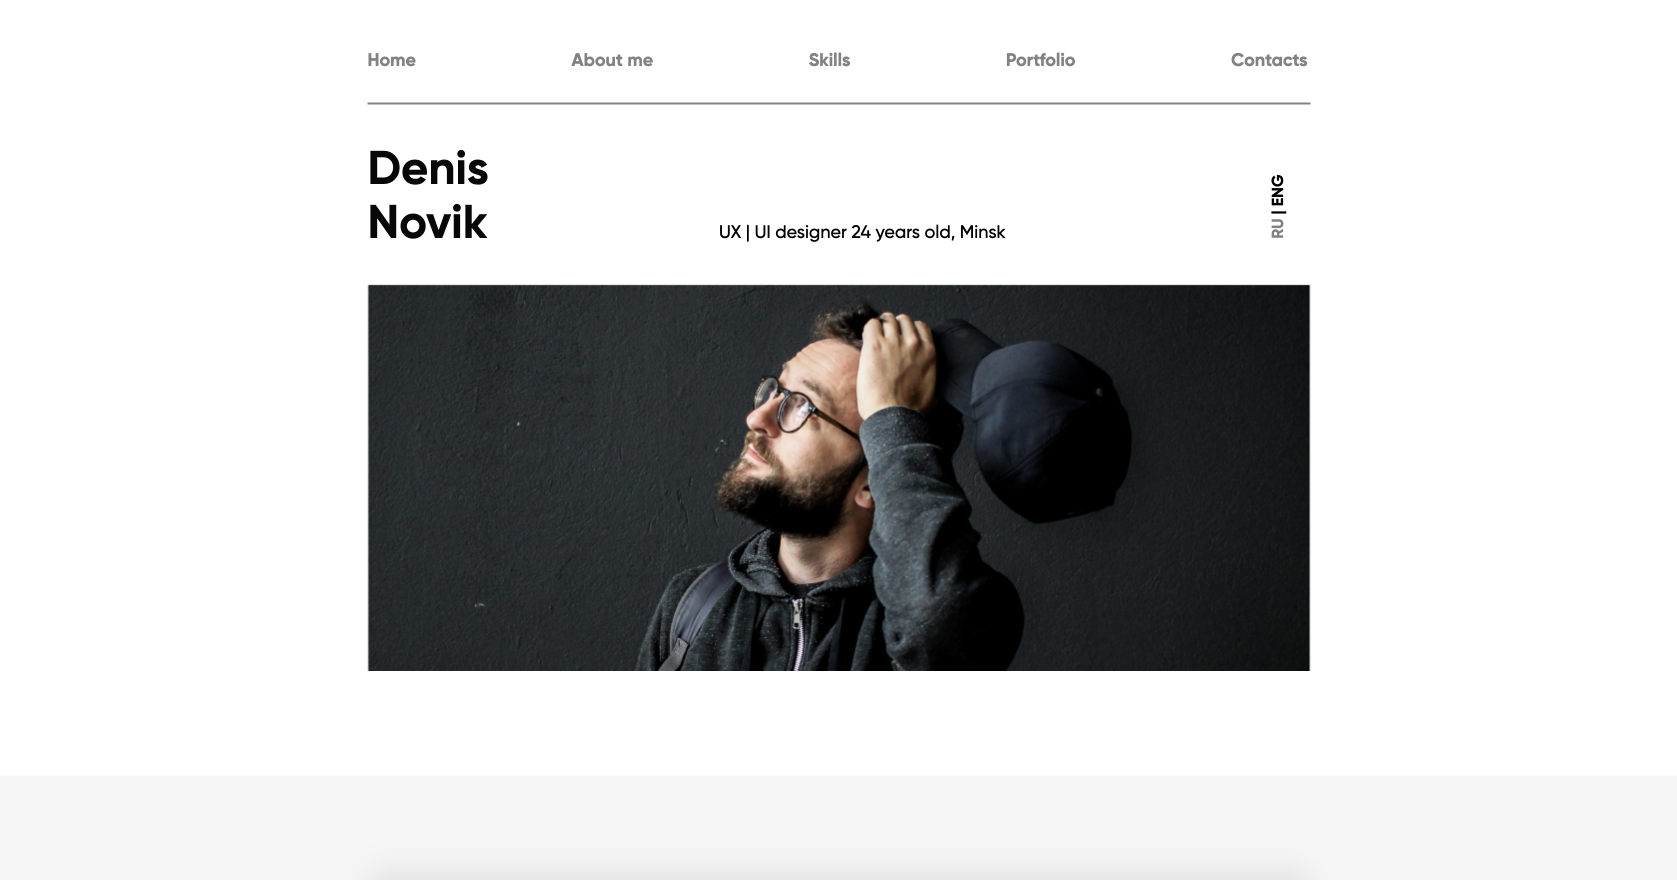 Home About me Skills Portfolio Contacts
Denis
Novik
UX | UI designer 24 years old, Minsk
RU | ENG